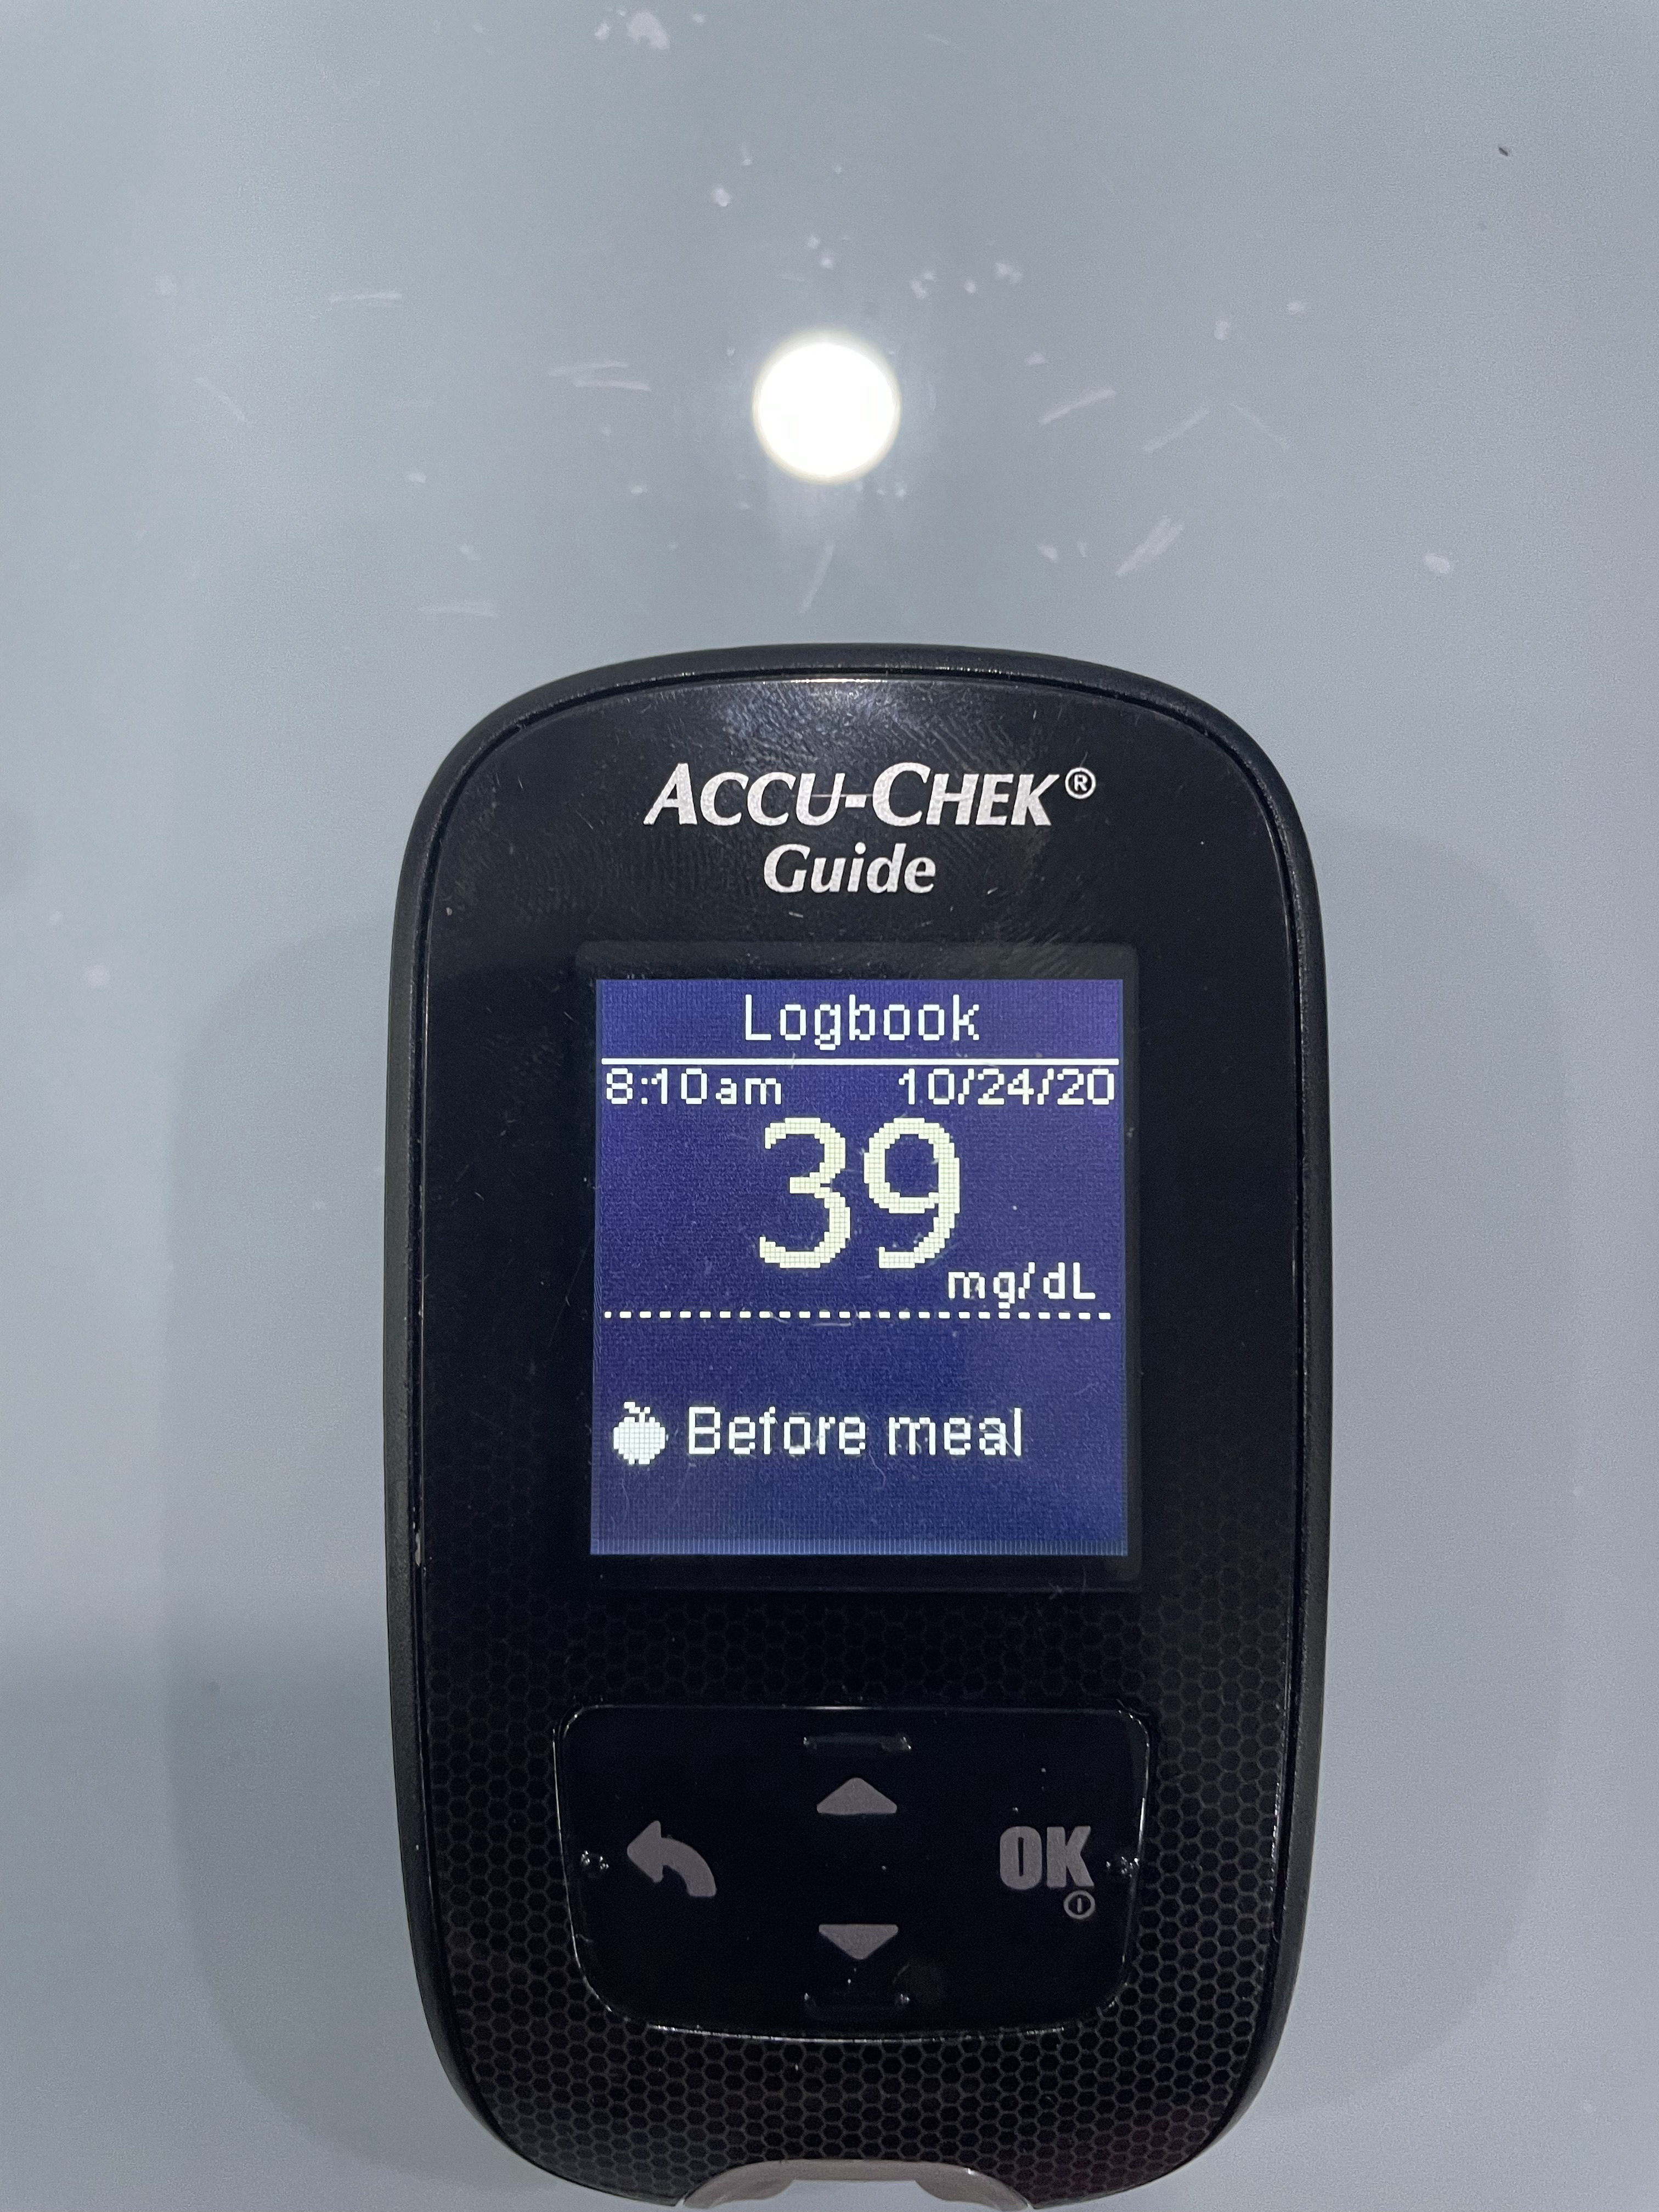 ACCU-CHEK®
Guide
Logbook
8:10am 10/24/20
39
mg/dL
Before meal
OK